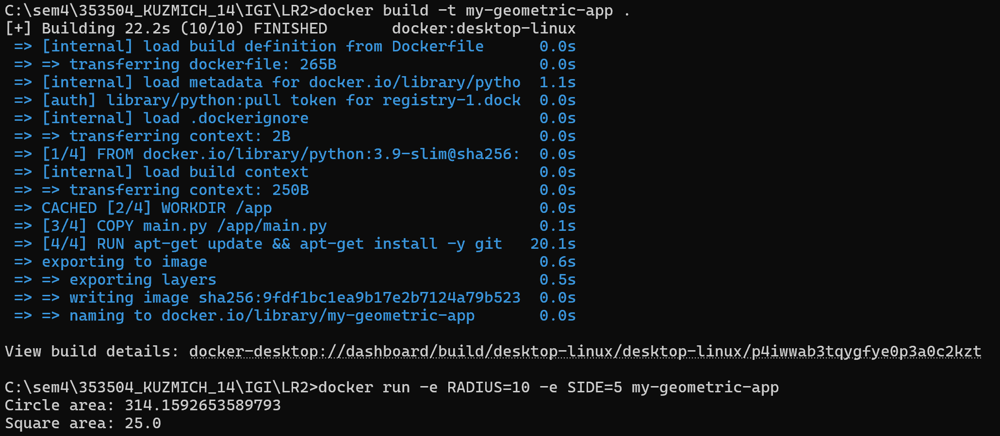 C:\sem4\353504_KUZMICH_14\IGI\LR2>docker build -t my-geometric-app .
[+] Building 22.2s (10/10) FINISHED       docker:desktop-linux
 => [internal] load build definition from Dockerfile      0.0s
 => => transferring dockerfile: 265B                      0.0s
 => [internal] load metadata for docker.io/library/pytho  1.1s
 => [auth] library/python:pull token for registry-1.dock  0.0s
 => [internal] load .dockerignore                         0.0s
 => => transferring context: 2B                           0.0s
 => [1/4] FROM docker.io/library/python:3.9-slim@sha256:  0.0s
 => [internal] load build context                         0.0s
 => => transferring context: 250B                         0.0s
 => CACHED [2/4] WORKDIR /app                             0.0s
 => [3/4] COPY main.py /app/main.py                       0.1s
 => [4/4] RUN apt-get update && apt-get install -y git   20.1s
 => exporting to image                                    0.6s
 => => exporting layers                                   0.5s
 => => writing image sha256:9fdf1bc1ea9b17e2b7124a79b523  0.0s
 => => naming to docker.io/library/my-geometric-app       0.0s
View build details: docker-desktop://dashboard/build/desktop-linux/desktop-linux/p4iwwab3tqygfye0p3a0c2kzt
C:\sem4\353504_KUZMICH_14\IGI\LR2>docker run -e RADIUS=10 -e SIDE=5 my-geometric-app
Circle area: 314.1592653589793
Square area: 25.0